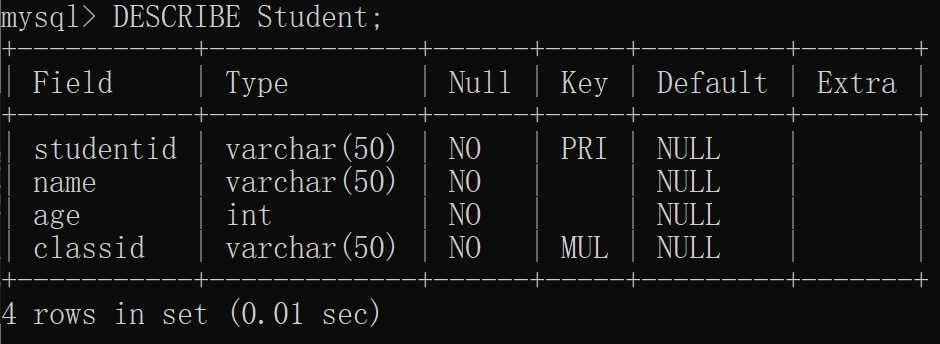 mysql> DESCRIBE Student;
+-----------+-------------+------+-----+---------+-------+
| Field     | Type        | Null | Key | Default | Extra |
+-----------+-------------+------+-----+---------+-------+
| studentid | varchar(50) | NO   | PRI | NULL    |       |
| name      | varchar(50) | NO   |     | NULL    |       |
| age       | int         | NO   |     | NULL    |       |
| classid   | varchar(50) | NO   | MUL | NULL    |       |
+-----------+-------------+------+-----+---------+-------+
4 rows in set (0.01 sec)